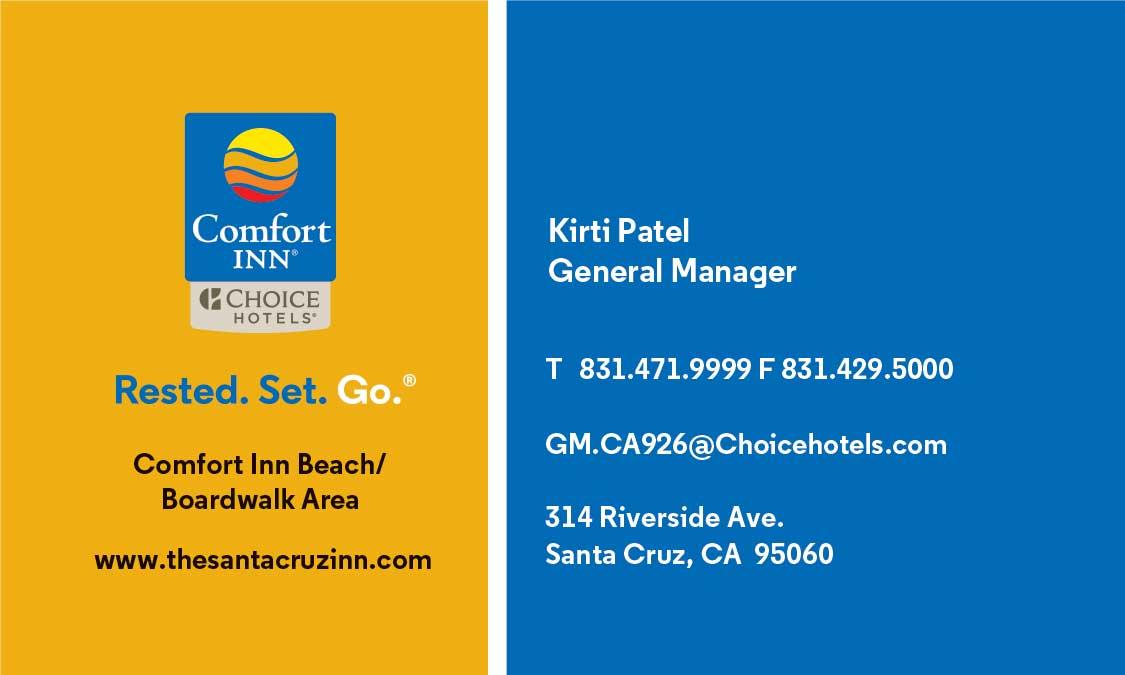 Comfort
INN®
CHOICE
HOTELS®
Rested. Set. Go.®
Comfort Inn Beach/
Boardwalk Area
www.thesantacruzinn.com
Kirti Patel
General Manager
T 831.471.9999 F 831.429.5000
GM.CA926@Choicehotels.com
314 Riverside Ave.
Santa Cruz, CA 95060